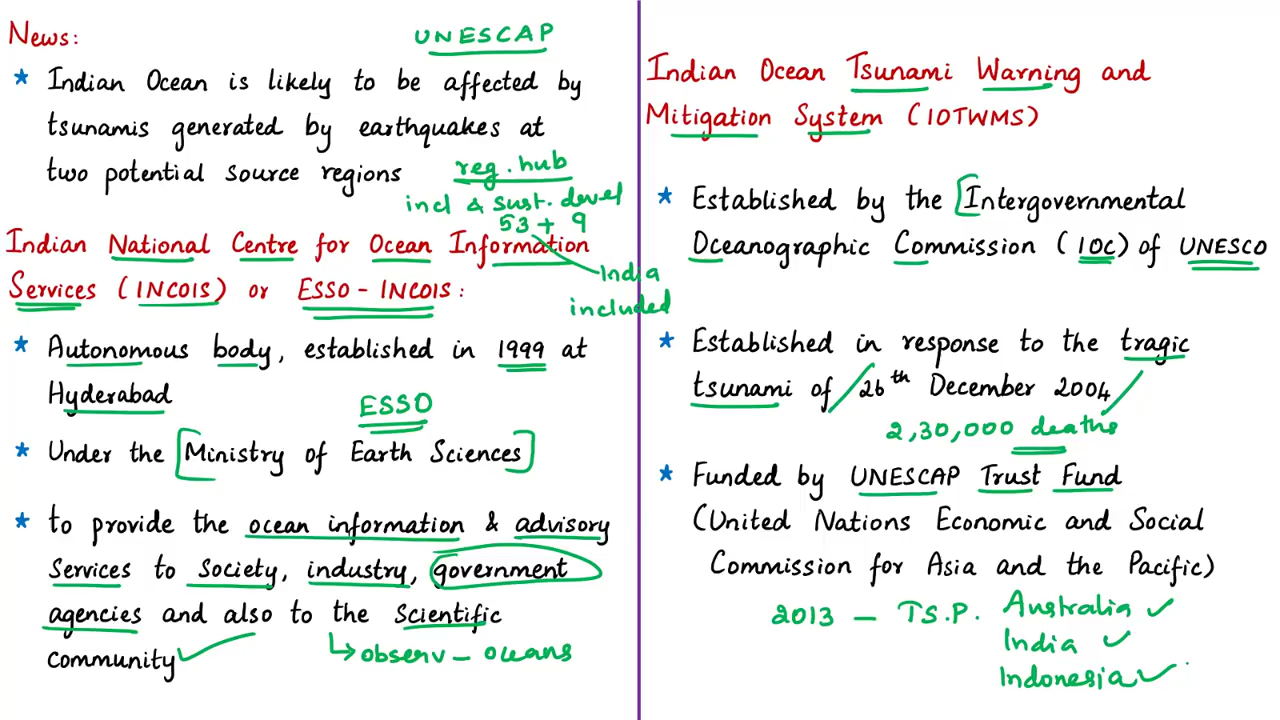 News:
UNESCAP
* Indian Ocean is likely to be affected by
tsunamis generated by earthquakes at
two potential source regions
reg. hub
incl & sust. devel
53 + 9
India
included
Indian National Centre for Ocean Information
Services (INCOIS) or ESSO - INCOIS:
* Autonomous body, established in 1999 at
Hyderabad
ESSO
* Under the [Ministry of Earth Sciences]
* to provide the ocean information & advisory
Services to Society, industry, government
agencies and also to the Scientific
community
observ - oceans
Indian Ocean Tsunami Warning and
Mitigation System (IOTWMS)
* Established by the [Intergovernmental
Oceanographic Commission (IOC) of UNESCO
* Established in response to the tragic
tsunami of 26th December 2004
2,30,000 deaths
* Funded by UNESCAP Trust Fund
(United Nations Economic and Social
Commission for Asia and the Pacific)
2013 - T.S.P. Australia ✓
India ✓
Indonesia ✓